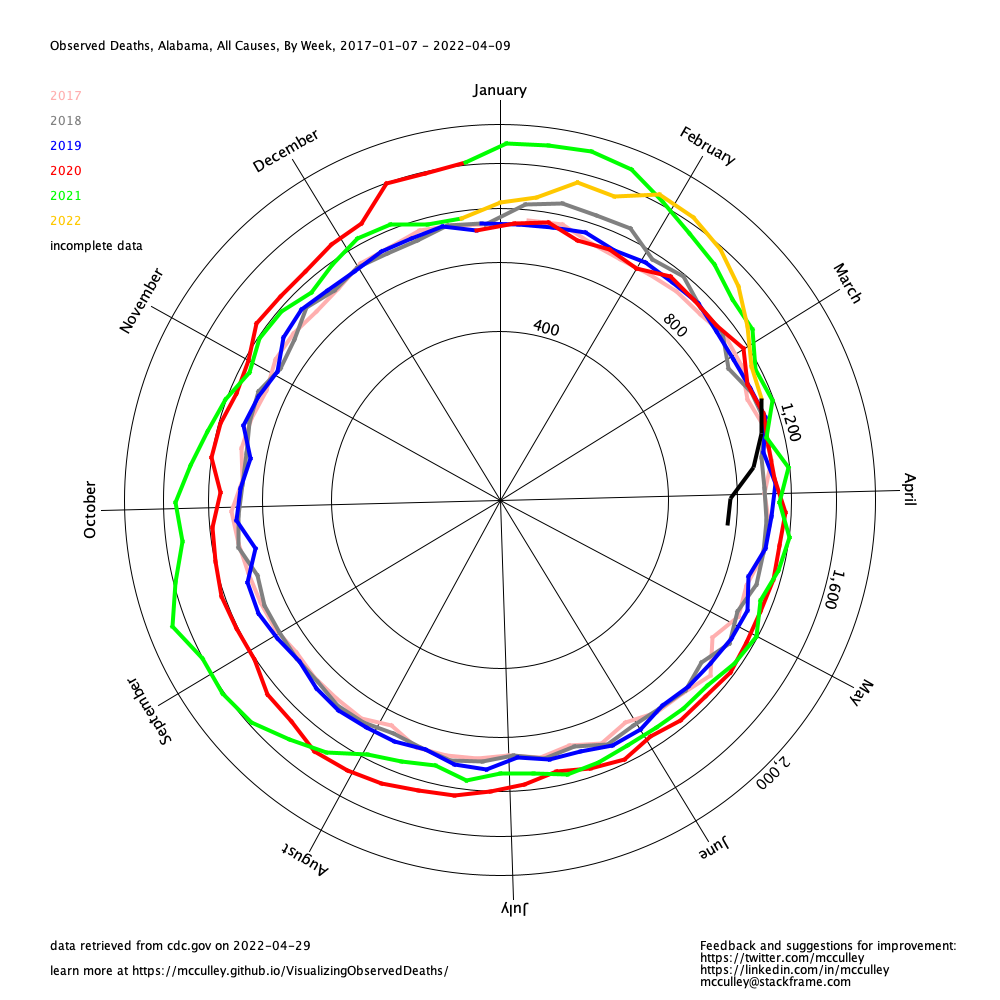 Observed Deaths, Alabama, All Causes, By Week, 2017-01-07 - 2022-04-09
2017
2018
2019
2020
2021
2022
incomplete data
January
February
March
April
May
June
July
August
September
October
November
December
400
800
1,200
1,600
2,000
data retrieved from cdc.gov on 2022-04-29
learn more at https://mcculley.github.io/VisualizingObservedDeaths/
Feedback and suggestions for improvement:
https://twitter.com/mcculley
https://linkedin.com/in/mcculley
mcculley@stackframe.com